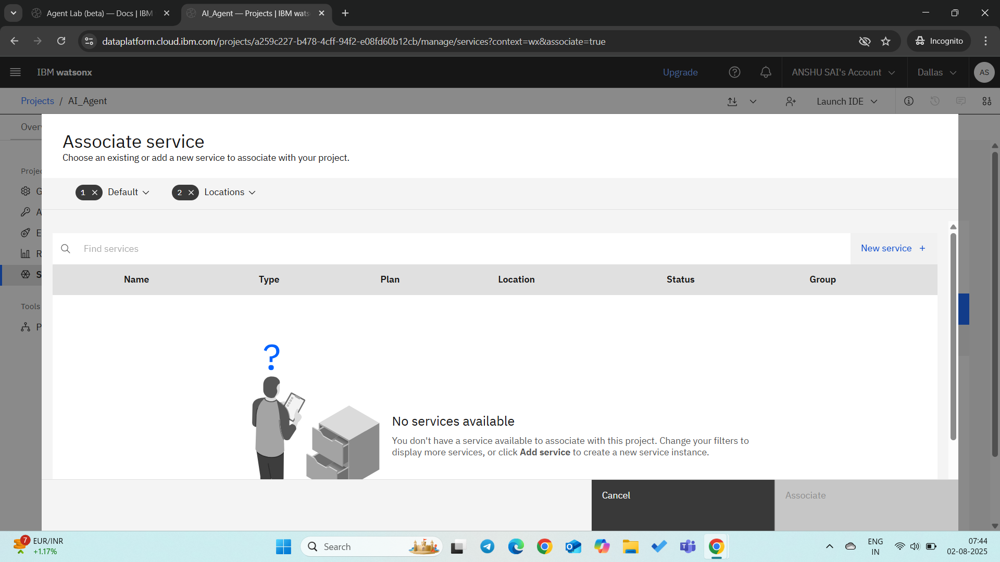 Agent Lab (beta) — Docs | IBM
AI_Agent — Projects | IBM wats
dataplatform.cloud.ibm.com/projects/a259c227-b478-4cff-94f2-e08fd60b12cb/manage/services?context=wx&associate=true
Incognito
IBM watsonx
Upgrade
ANSHU SAI's Account
Dallas
AS
Projects / AI_Agent
Launch IDE
Over
Associate service
Choose an existing or add a new service to associate with your project.
Projec
1 × Default
2 × Locations
G
A
E
R
S
Tools
P
Find services
New service +
Name Type Plan Location Status Group
?
No services available
You don't have a service available to associate with this project. Change your filters to
display more services, or click Add service to create a new service instance.
Cancel
Associate
7
EUR/INR
+1.17%
Search
ENG
IN
07:44
02-08-2025